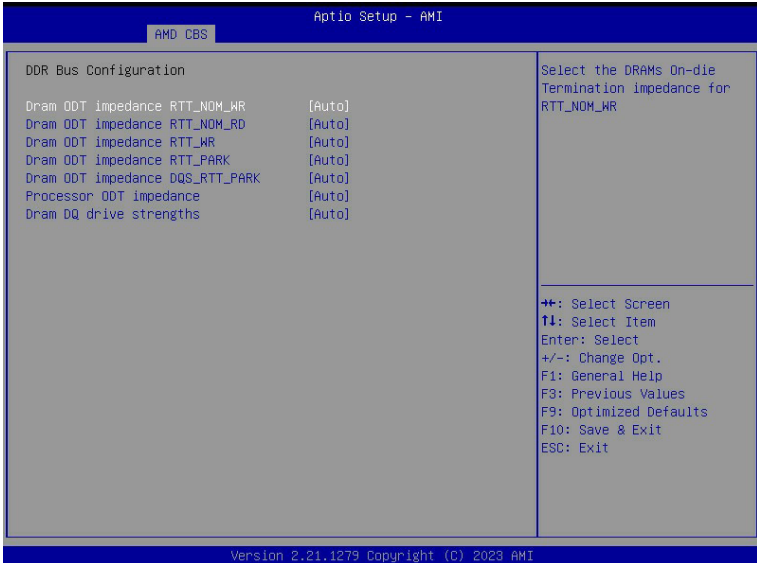 Aptio Setup – AMI
AMD CBS
DDR Bus Configuration
Dram ODT impedance RTT_NOM_WR [Auto]
Dram ODT impedance RTT_NOM_RD [Auto]
Dram ODT impedance RTT_WR [Auto]
Dram ODT impedance RTT_PARK [Auto]
Dram ODT impedance DQS_RTT_PARK [Auto]
Processor ODT impedance [Auto]
Dram DQ drive strengths [Auto]
Select the DRAMs On-die
Termination impedance for
RTT_NOM_WR
→←: Select Screen
↑↓: Select Item
Enter: Select
+/-: Change Opt.
F1: General Help
F3: Previous Values
F9: Optimized Defaults
F10: Save & Exit
ESC: Exit
Version 2.21.1279 Copyright (C) 2023 AMI